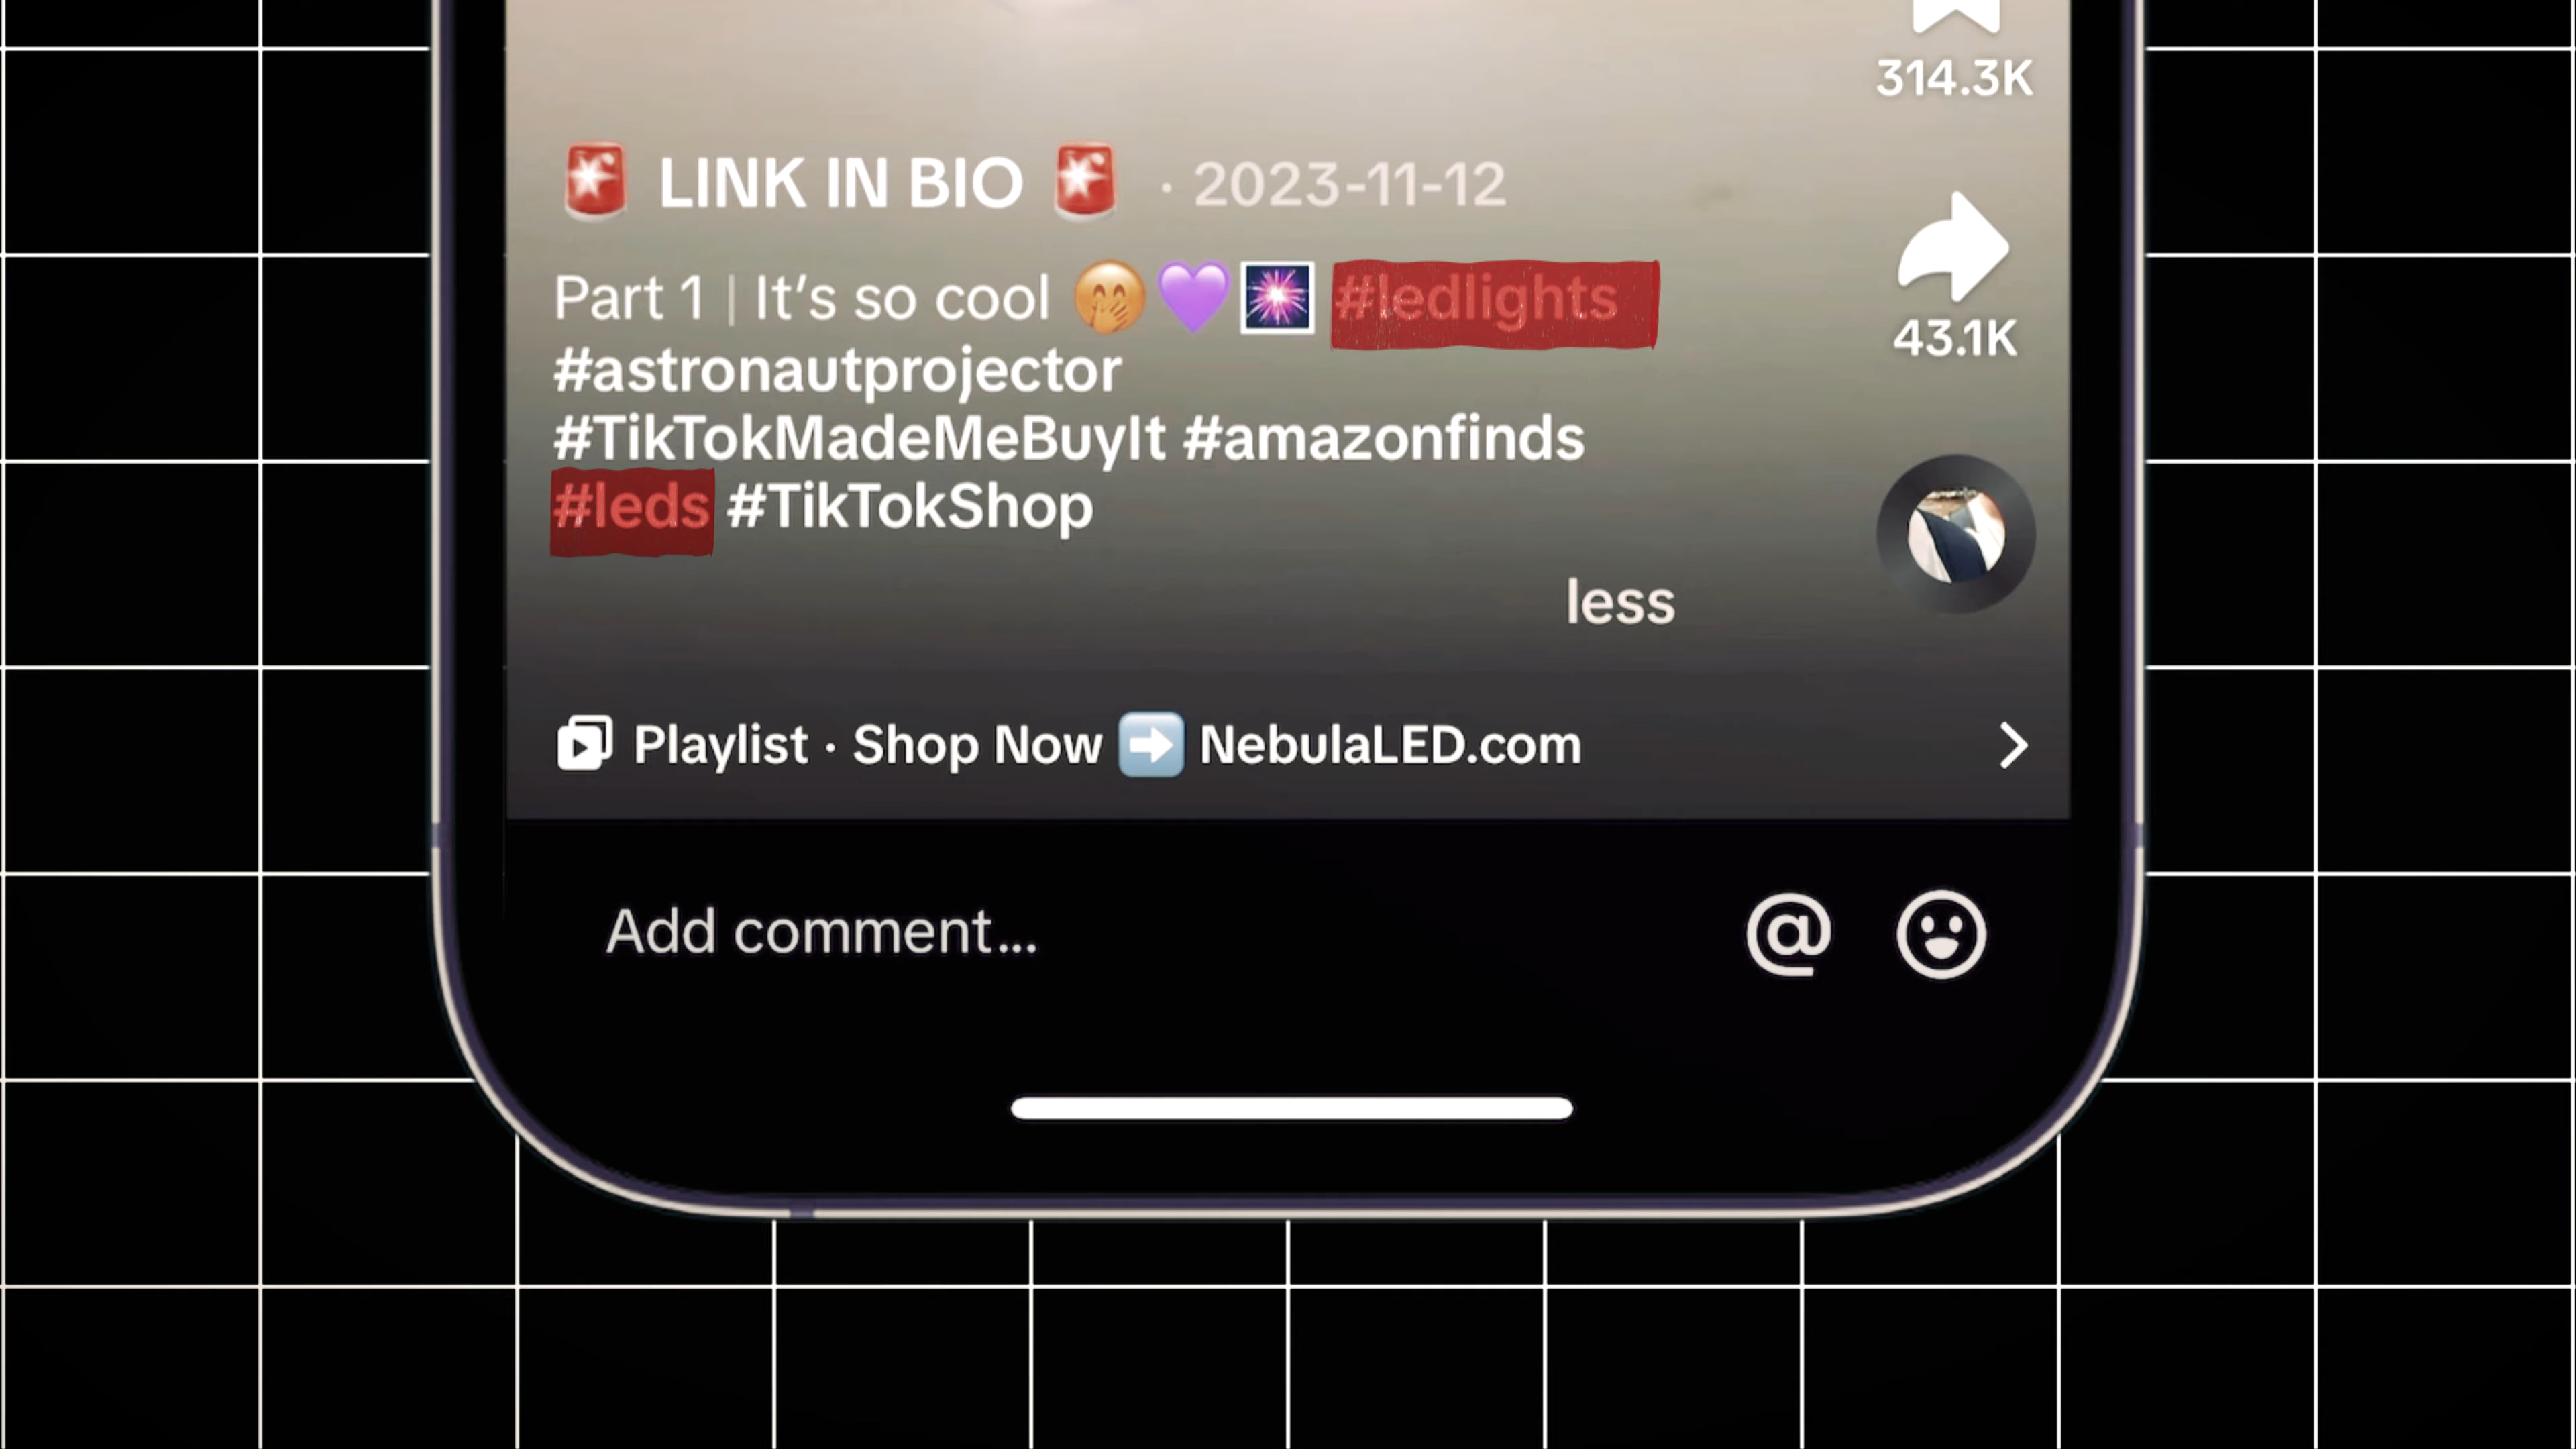 314.3K
🚨 LINK IN BIO 🚨 · 2023-11-12
Part 1 | It’s so cool 🤭💜🎆 #ledlights
43.1K
#astronautprojector
#TikTokMadeMeBuyIt #amazonfinds
#leds #TikTokShop
less
Playlist · Shop Now ➡️ NebulaLED.com
Add comment...